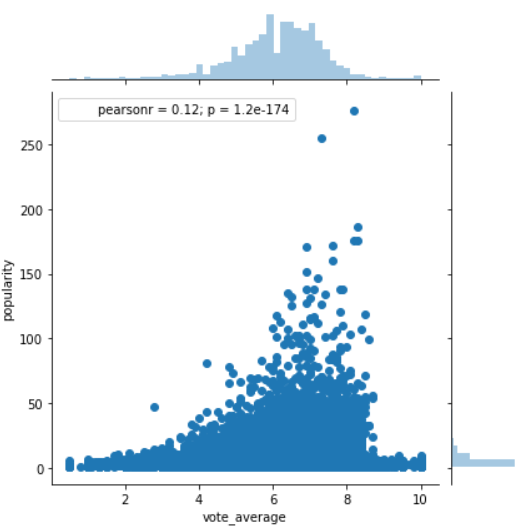 pearsonr = 0.12; p = 1.2e-174
250
200
150
100
50
0
popularity
2 4 6 8 10
vote_average